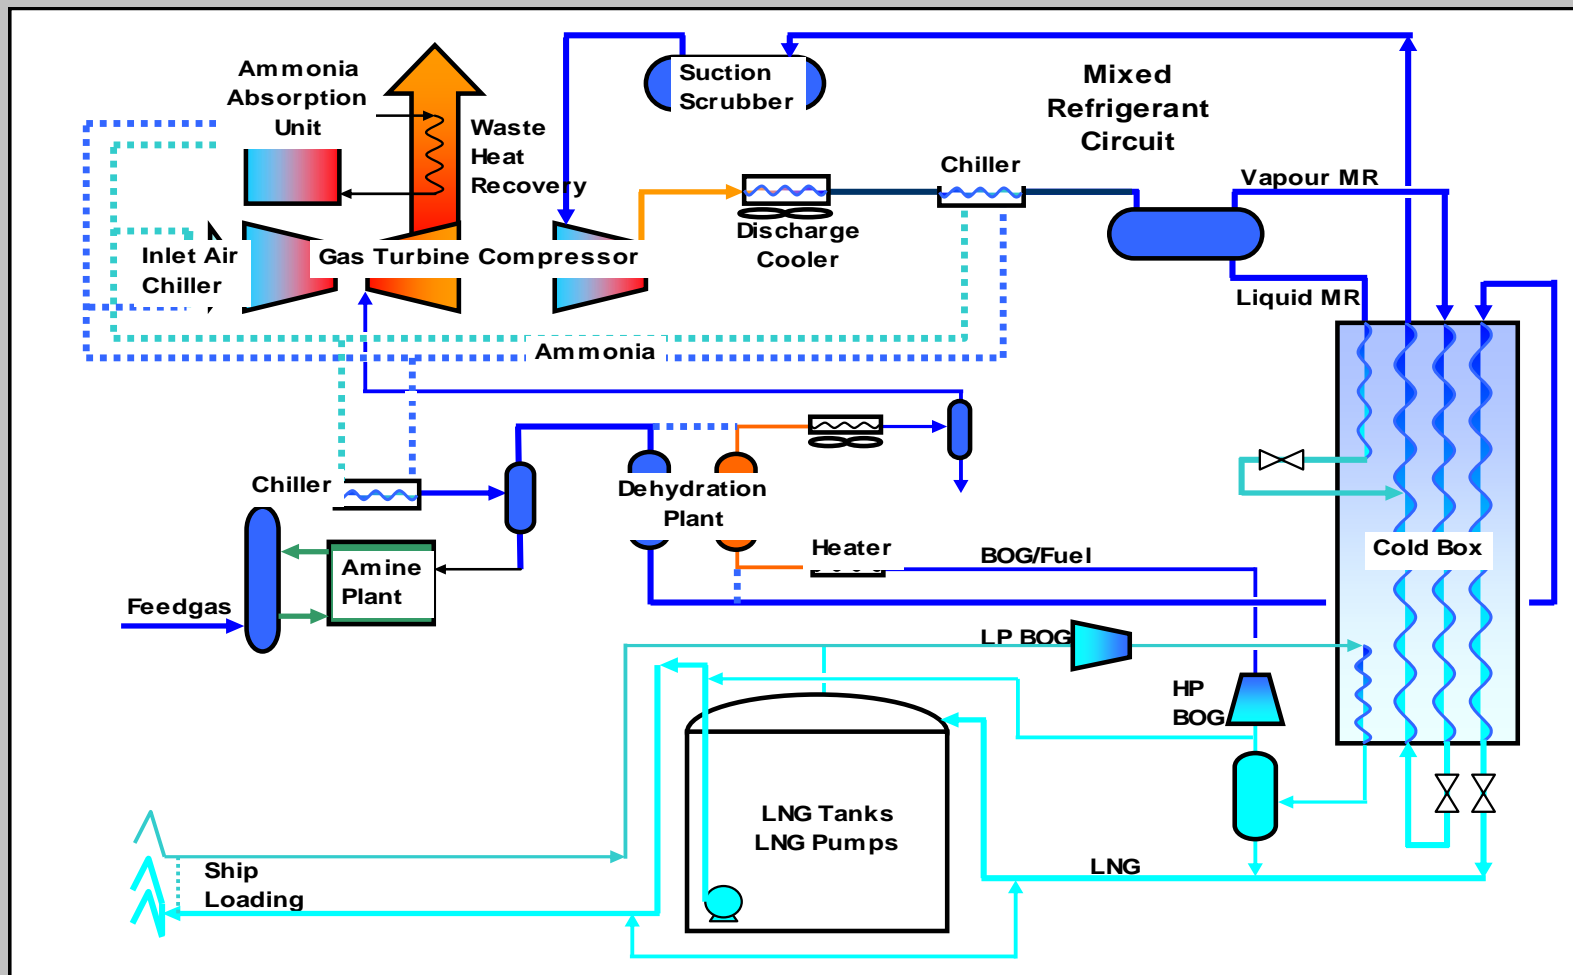 Ammonia
Absorption
Unit
Waste
Heat
Recovery
Suction
Scrubber
Mixed
Refrigerant
Circuit
Chiller
Vapour MR
Discharge
Cooler
Inlet Air
Chiller
Gas Turbine Compressor
Liquid MR
Ammonia
Chiller
Dehydration
Plant
Heater
BOG/Fuel
Cold Box
Amine
Plant
Feedgas
LP BOG
HP
BOG
LNG Tanks
LNG Pumps
LNG
Ship
Loading